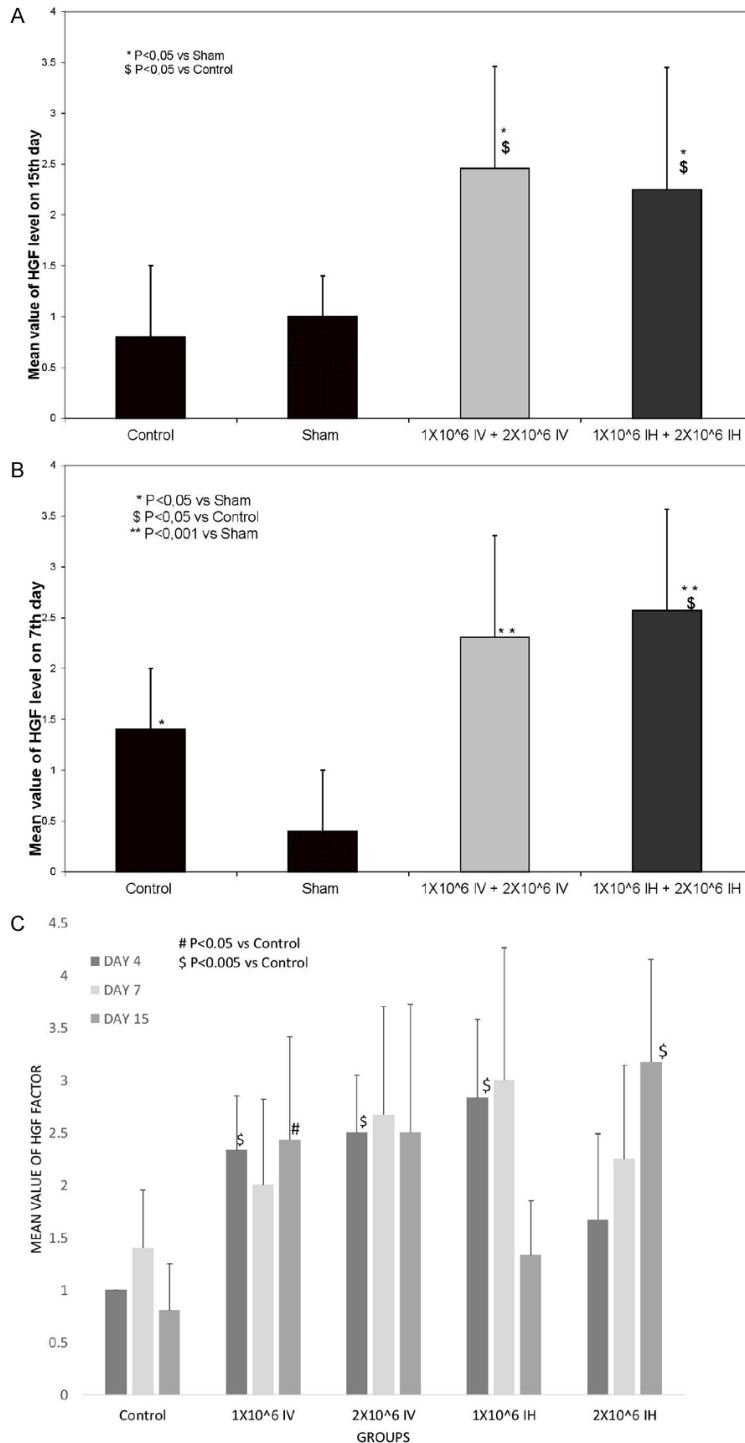 A
Mean value of HGF level on 15th day
4
3.5
3
2.5
2
1.5
1
0.5
0
* P<0,05 vs Sham
$ P<0,05 vs Control
*
$
*
$
Control
Sham
1X10^6 IV + 2X10^6 IV
1X10^6 IH + 2X10^6 IH
B
Mean value of HGF level on 7th day
4
3.5
3
2.5
2
1.5
1
0.5
0
* P<0,05 vs Sham
$ P<0,05 vs Control
** P<0,001 vs Sham
*
* *
* *
$
Control
Sham
1X10^6 IV + 2X10^6 IV
1X10^6 IH + 2X10^6 IH
C
MEAN VALUE OF HGF FACTOR
4.5
4
3.5
3
2.5
2
1.5
1
0.5
0
DAY 4
DAY 7
DAY 15
# P<0.05 vs Control
$ P<0.005 vs Control
$
#
$
$
$
Control
1X10^6 IV
2X10^6 IV
1X10^6 IH
2X10^6 IH
GROUPS